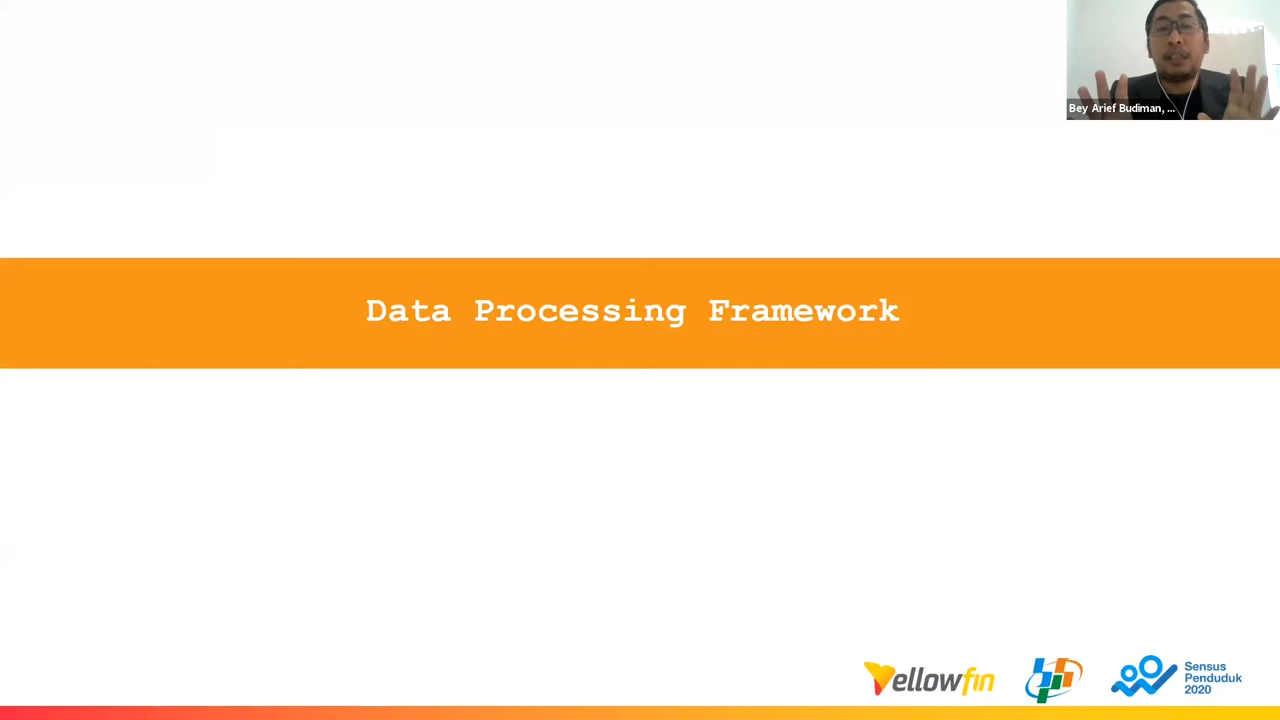 Bey Arief Budiman, ...
Data Processing Framework
Yellowfin
Sensus
Penduduk
2020